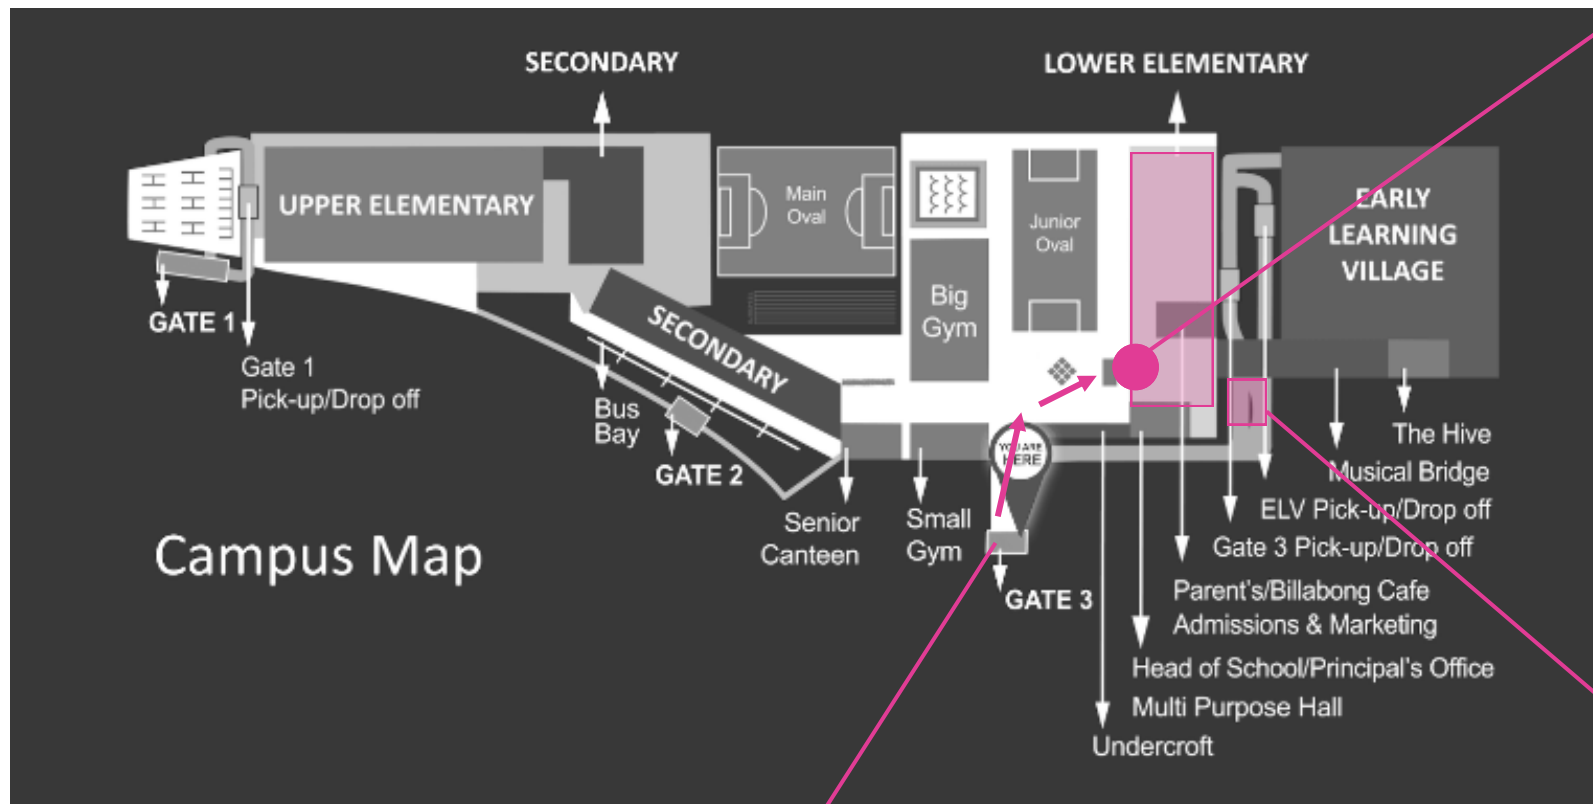 SECONDARY
LOWER ELEMENTARY
UPPER ELEMENTARY
Main
Oval
Junior
Oval
EARLY
LEARNING
VILLAGE
Big
Gym
SECONDARY
GATE 1
Gate 1
Pick-up/Drop off
Bus
Bay
GATE 2
YOU ARE
HERE
Senior
Canteen
Small
Gym
GATE 3
The Hive
Musical Bridge
ELV Pick-up/Drop off
Gate 3 Pick-up/Drop off
Parent's/Billabong Cafe
Admissions & Marketing
Head of School/Principal's Office
Multi Purpose Hall
Undercroft
Campus Map